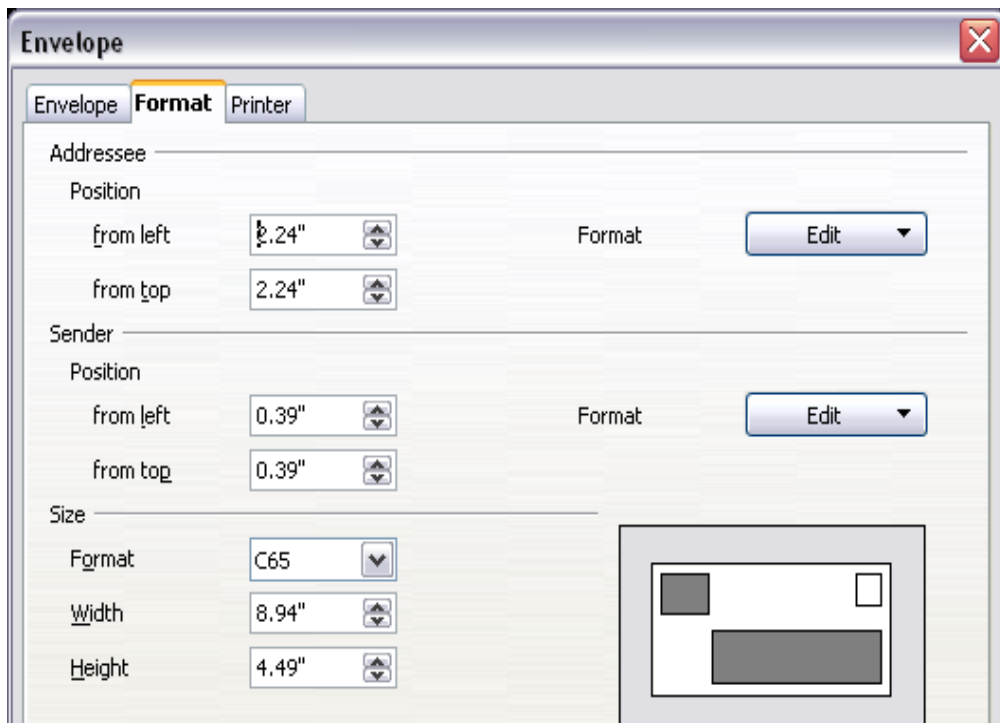 Envelope
Envelope Format Printer
Addressee
Position
from left 2.24" Format Edit
from top 2.24"
Sender
Position
from left 0.39" Format Edit
from top 0.39"
Size
Format C65
Width 8.94"
Height 4.49"